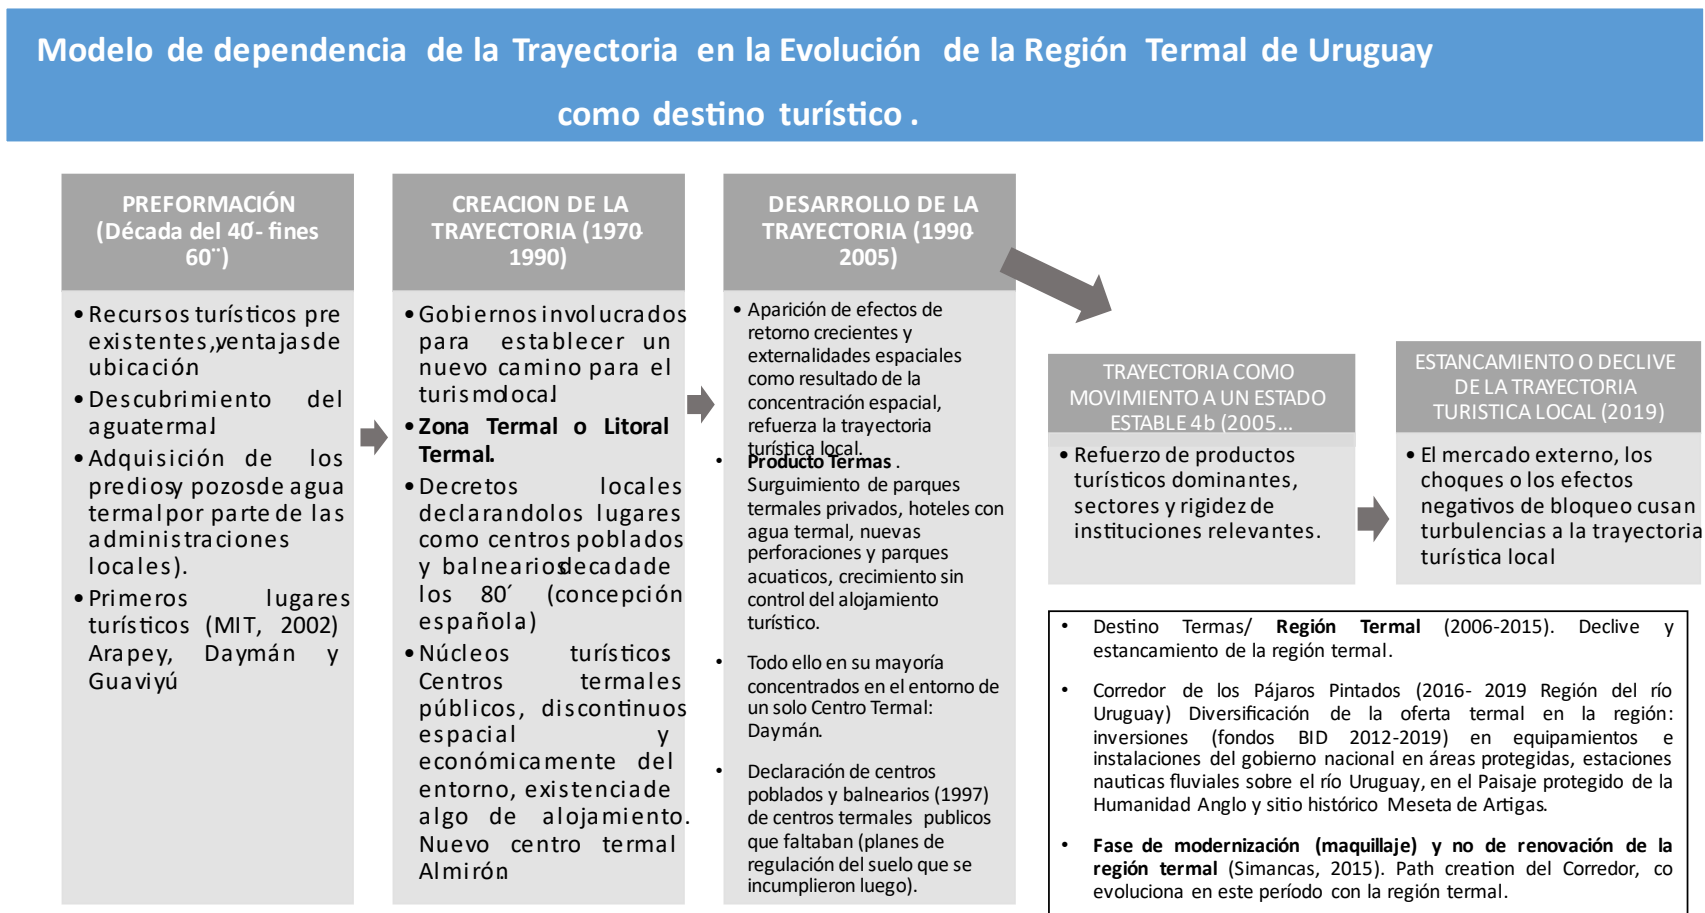 Modelo de dependencia de la Trayectoria en la Evolución de la Región Termal de Uruguay
como destino turístico .
PREFORMACIÓN
(Década del 40´- fines
60¨)
• Recursos turísticos pre
existentes,,ventajas de
ubicación
• Descubrimiento del
agua termal
• Adquisición de los
predios y pozos de agua
termal por parte de las
administraciones
locales).
• Primeros lugares
turísticos (MIT, 2002)
Arapey, Daymán y
Guaviyú
CREACION DE LA
TRAYECTORIA (1970-
1990)
• Gobiernos involucrados
para establecer un
nuevo camino para el
turismo local
• Zona Termal o Litoral
Termal.
• Decretos locales
declarando los lugares
como centros poblados
y balnearios decada de
los 80´ (concepción
española)
• Núcleos turísticos
Centros termales
públicos, discontinuos
espacial y
económicamente del
entorno, existencia de
algo de alojamiento.
Nuevo centro termal
Almirón
DESARROLLO DE LA
TRAYECTORIA (1990-
2005)
• Aparición de efectos de
retorno crecientes y
externalidades espaciales
como resultado de la
concentración espacial,
refuerza la trayectoria
turística local.
• Producto Termas .
Surguimiento de parques
termales privados, hoteles con
agua termal, nuevas
perforaciones y parques
acuaticos, crecimiento sin
control del alojamiento
turístico.
• Todo ello en su mayoría
concentrados en el entorno de
un solo Centro Termal:
Daymán.
• Declaración de centros
poblados y balnearios (1997)
de centros termales publicos
que faltaban (planes de
regulación del suelo que se
incumplieron luego).
TRAYECTORIA COMO
MOVIMIENTO A UN ESTADO
ESTABLE 4b (2005...
• Refuerzo de productos
turísticos dominantes,
sectores y rigidez de
instituciones relevantes.
ESTANCAMIENTO O DECLIVE
DE LA TRAYECTORIA
TURISTICA LOCAL (2019)
• El mercado externo, los
choques o los efectos
negativos de bloqueo cusan
turbulencias a la trayectoria
turística local
• Destino Termas/ Región Termal (2006-2015). Declive y
estancamiento de la región termal.
• Corredor de los Pájaros Pintados (2016- 2019 Región del río
Uruguay) Diversificación de la oferta termal en la región:
inversiones (fondos BID 2012-2019) en equipamientos e
instalaciones del gobierno nacional en áreas protegidas, estaciones
nauticas fluviales sobre el río Uruguay, en el Paisaje protegido de la
Humanidad Anglo y sitio histórico Meseta de Artigas.
• Fase de modernización (maquillaje) y no de renovación de la
región termal (Simancas, 2015). Path creation del Corredor, co
evoluciona en este período con la región termal.